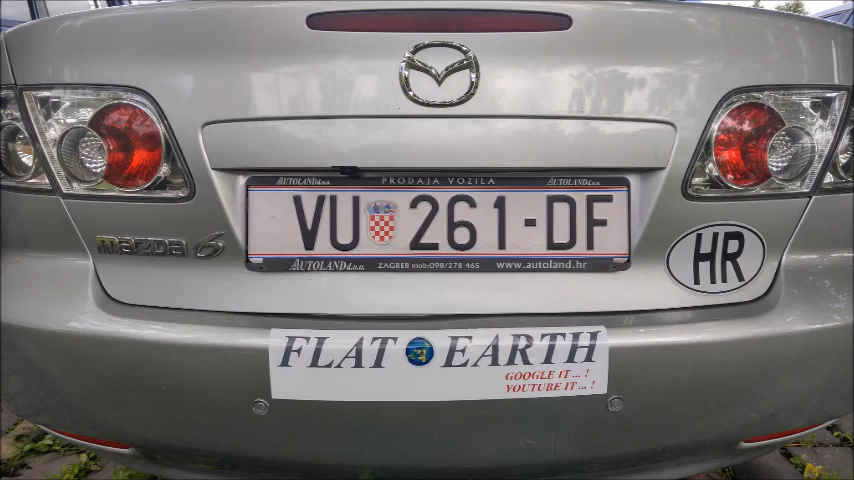 AUTOLAND d.o.o. PRODAJA VOZILA AUTOLAND d.o.o.
VU 261-DF
AUTOLAND d.o.o. ZAGREB mob:098/278 465 www.autoland.hr
mazda 6
HR
FLAT EARTH
GOOGLE IT ... !
YOUTUBE IT ... !